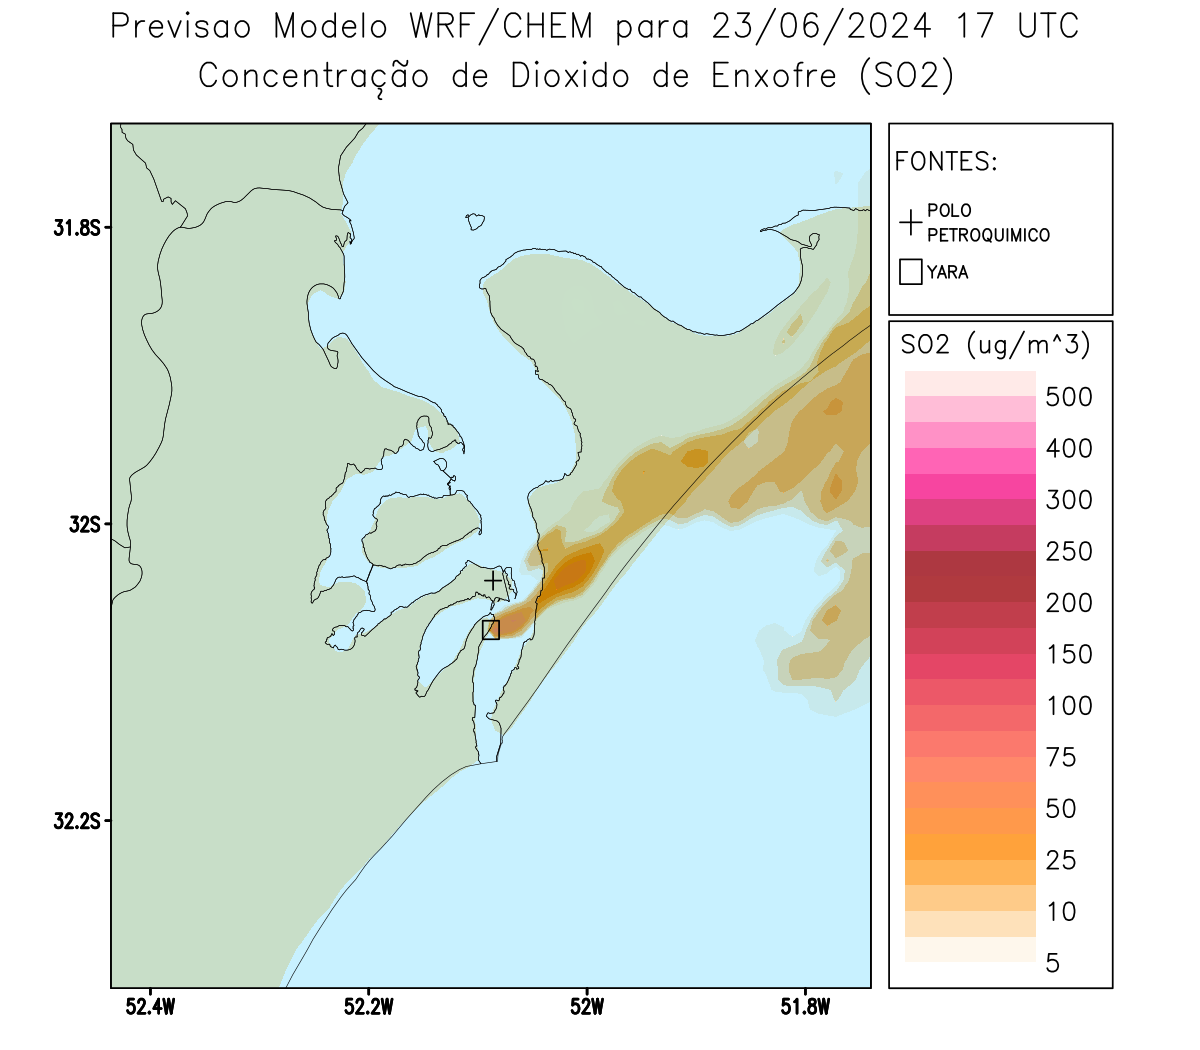 Previsao Modelo WRF/CHEM para 23/06/2024 17 UTC
Concentração de Dioxido de Enxofre (SO2)
FONTES:
POLO
PETROQUIMICO
YARA
SO2 (ug/m^3)
500
400
300
250
200
150
100
75
50
25
10
5
31.8S
32S
32.2S
52.4W
52.2W
52W
51.8W